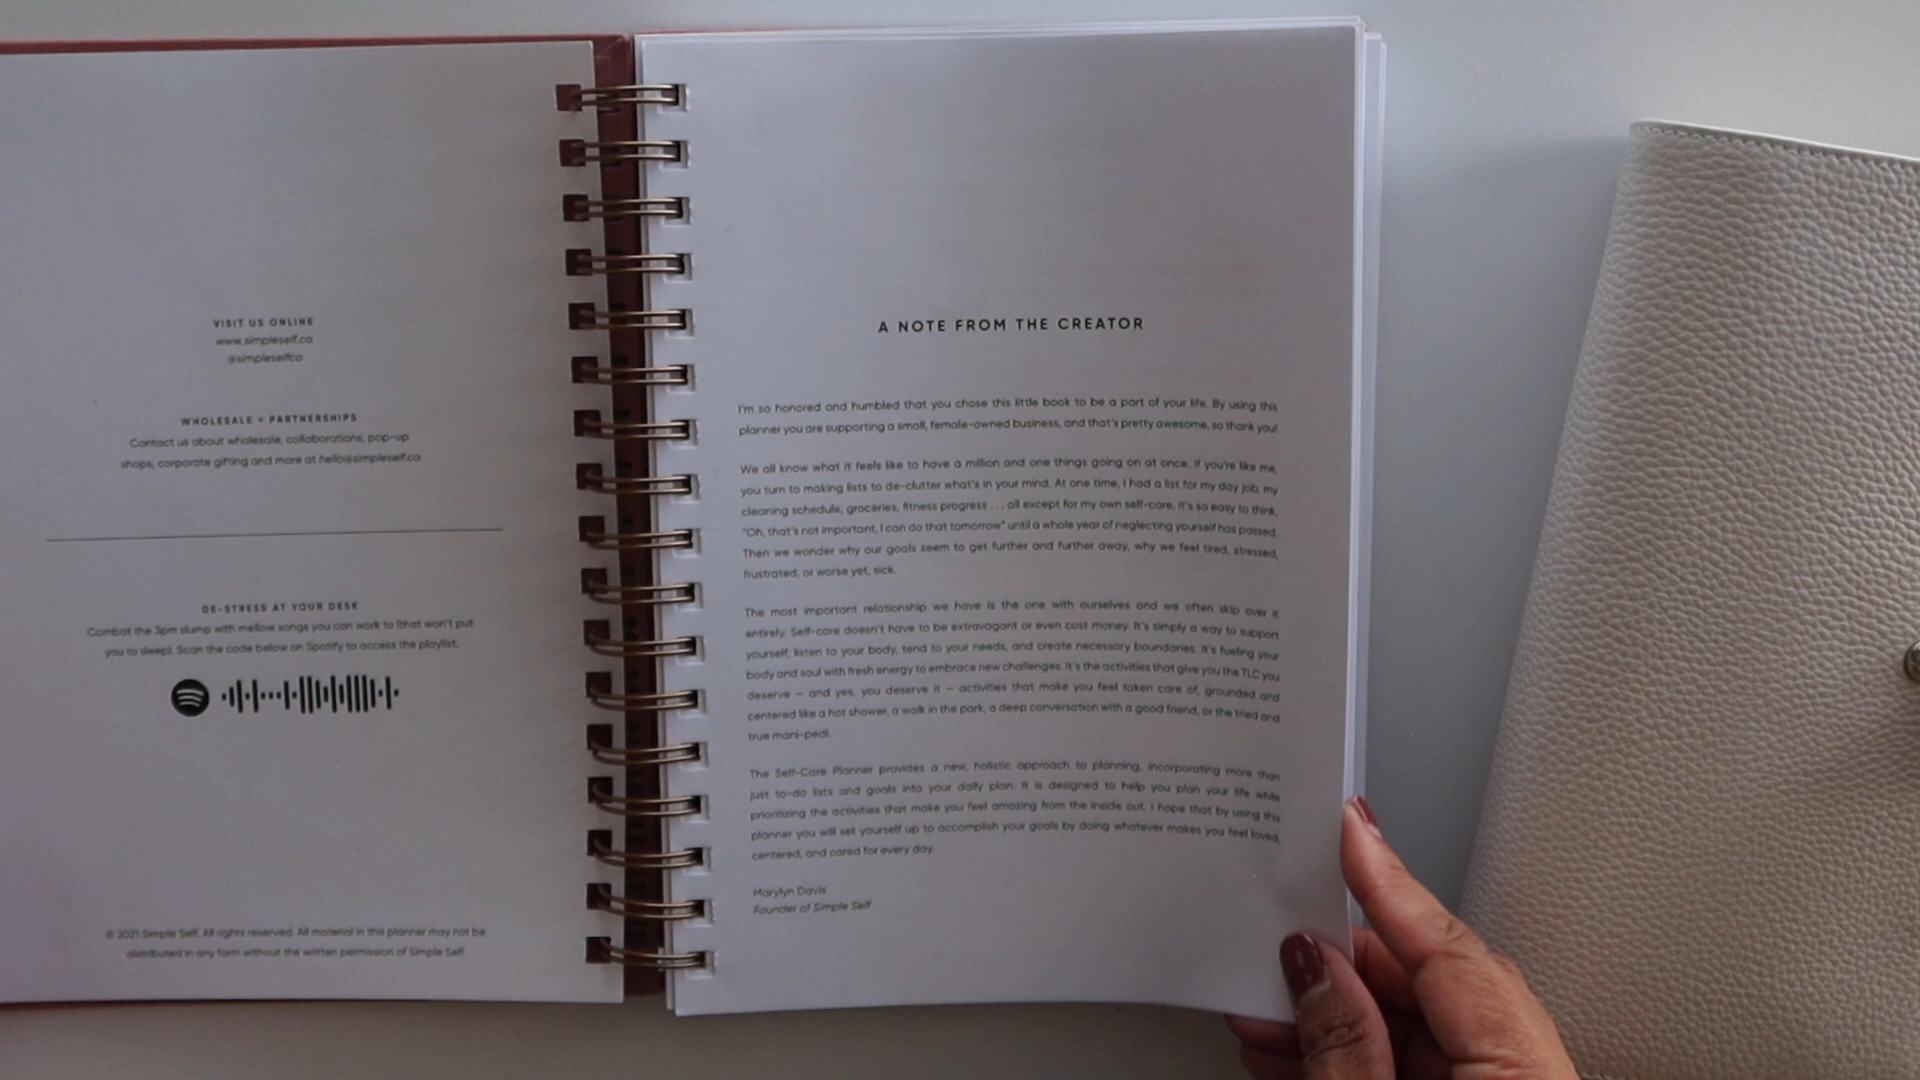 VISIT US ONLINE
www.simpleself.ca
@simpleselfco
WHOLESALE + PARTNERSHIPS
Contact us about wholesale, collaborations, pop-up
shops, corporate gifting and more at hello@simpleself.ca
DE-STRESS AT YOUR DESK
Combat the 3pm slump with mellow songs you can work to (that won't put
you to sleep). Scan the code below on Spotify to access the playlist.
© 2021 Simple Self. All rights reserved. All material in this planner may not be
distributed in any form without the written permission of Simple Self.
A NOTE FROM THE CREATOR
I'm so honored and humbled that you chose this little book to be a part of your life. By using this
planner you are supporting a small, female-owned business, and that's pretty awesome, so thank you!
We all know what it feels like to have a million and one things going on at once. If you're like me,
you turn to making lists to de-clutter what's in your mind. At one time, I had a list for my day job, my
cleaning schedule, groceries, fitness progress . . . all except for my own self-care. It's so easy to think,
"Oh, that's not important, I can do that tomorrow" until a whole year of neglecting yourself has passed.
Then we wonder why our goals seem to get further and further away, why we feel tired, stressed,
frustrated, or worse yet, sick.
The most important relationship we have is the one with ourselves and we often skip over it
entirely. Self-care doesn't have to be extravagant or even cost money. It's simply a way to support
yourself, listen to your body, tend to your needs, and create necessary boundaries. It's fueling your
body and soul with fresh energy to embrace new challenges. It's the activities that give you the TLC you
deserve – and yes, you deserve it – activities that make you feel taken care of, grounded and
centered like a hot shower, a walk in the park, a deep conversation with a good friend, or the tried and
true mani-pedi.
The Self-Care Planner provides a new, holistic approach to planning, incorporating more than
just to-do lists and goals into your daily plan. It is designed to help you plan your life while
prioritizing the activities that make you feel amazing from the inside out. I hope that by using this
planner you will set yourself up to accomplish your goals by doing whatever makes you feel loved,
centered, and cared for every day.
Marylyn Davis
Founder of Simple Self